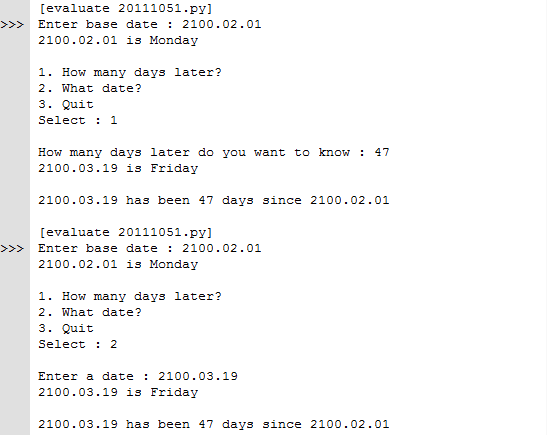 [evaluate 20111051.py]
>>> Enter base date : 2100.02.01
2100.02.01 is Monday
1. How many days later?
2. What date?
3. Quit
Select : 1
How many days later do you want to know : 47
2100.03.19 is Friday
2100.03.19 has been 47 days since 2100.02.01
[evaluate 20111051.py]
>>> Enter base date : 2100.02.01
2100.02.01 is Monday
1. How many days later?
2. What date?
3. Quit
Select : 2
Enter a date : 2100.03.19
2100.03.19 is Friday
2100.03.19 has been 47 days since 2100.02.01